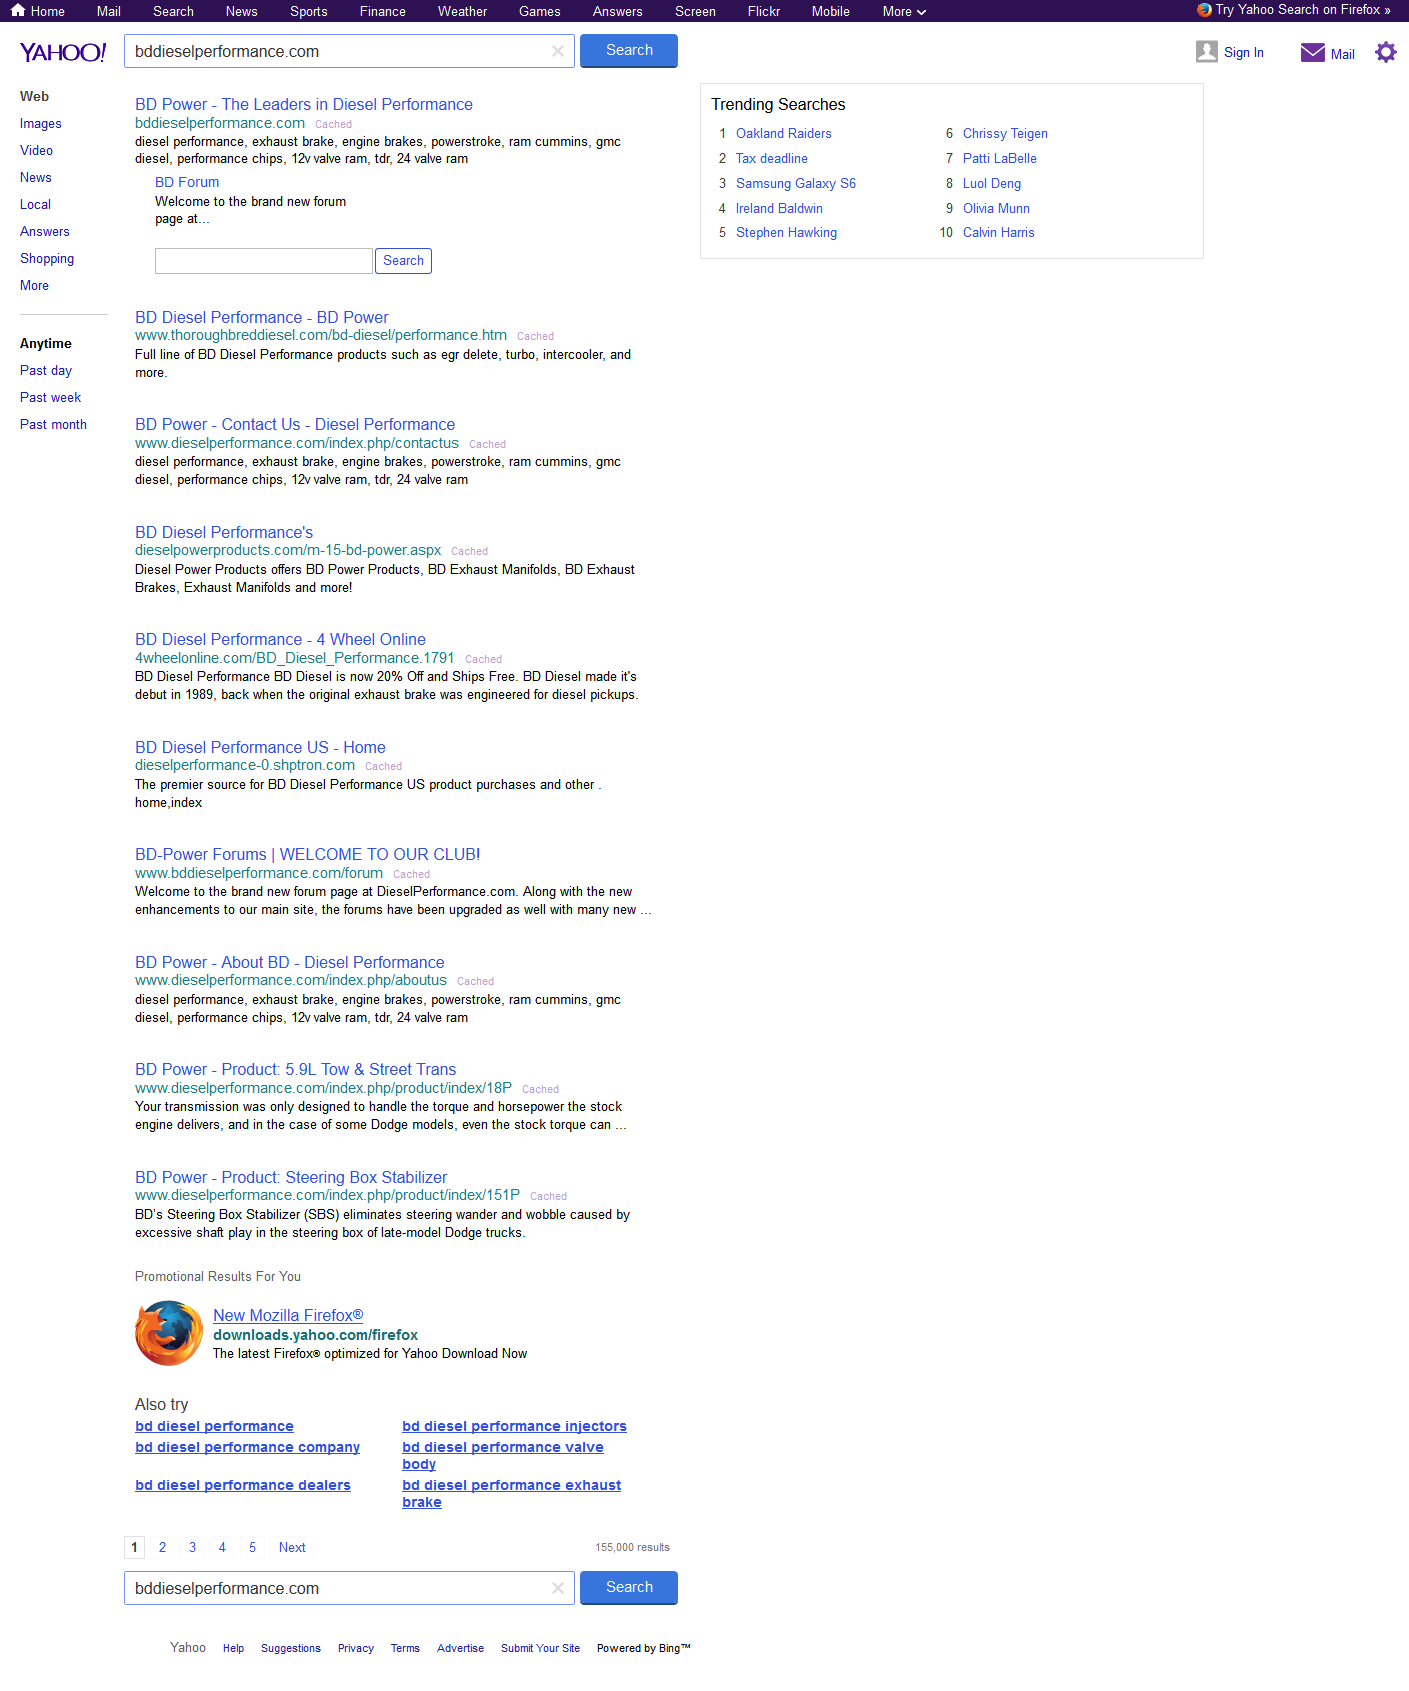 Home Mail Search News Sports Finance Weather Games Answers Screen Flickr Mobile More Try Yahoo Search on Firefox »
YAHOO! bddieselperformance.com Search Sign In Mail
Web
Images
Video
News
Local
Answers
Shopping
More
Anytime
Past day
Past week
Past month
BD Power - The Leaders in Diesel Performance
bddieselperformance.com Cached
diesel performance, exhaust brake, engine brakes, powerstroke, ram cummins, gmc
diesel, performance chips, 12v valve ram, tdr, 24 valve ram
BD Forum
Welcome to the brand new forum
page at...
Search
BD Diesel Performance - BD Power
www.thoroughbreddiesel.com/bd-diesel/performance.htm Cached
Full line of BD Diesel Performance products such as egr delete, turbo, intercooler, and
more.
BD Power - Contact Us - Diesel Performance
www.dieselperformance.com/index.php/contactus Cached
diesel performance, exhaust brake, engine brakes, powerstroke, ram cummins, gmc
diesel, performance chips, 12v valve ram, tdr, 24 valve ram
BD Diesel Performance's
dieselpowerproducts.com/m-15-bd-power.aspx Cached
Diesel Power Products offers BD Power Products, BD Exhaust Manifolds, BD Exhaust
Brakes, Exhaust Manifolds and more!
BD Diesel Performance - 4 Wheel Online
4wheelonline.com/BD_Diesel_Performance.1791 Cached
BD Diesel Performance BD Diesel is now 20% Off and Ships Free. BD Diesel made it's
debut in 1989, back when the original exhaust brake was engineered for diesel pickups.
BD Diesel Performance US - Home
dieselperformance-0.shptron.com Cached
The premier source for BD Diesel Performance US product purchases and other .
home,index
BD-Power Forums | WELCOME TO OUR CLUB!
www.bddieselperformance.com/forum Cached
Welcome to the brand new forum page at DieselPerformance.com. Along with the new
enhancements to our main site, the forums have been upgraded as well with many new ...
BD Power - About BD - Diesel Performance
www.dieselperformance.com/index.php/aboutus Cached
diesel performance, exhaust brake, engine brakes, powerstroke, ram cummins, gmc
diesel, performance chips, 12v valve ram, tdr, 24 valve ram
BD Power - Product: 5.9L Tow & Street Trans
www.dieselperformance.com/index.php/product/index/18P Cached
Your transmission was only designed to handle the torque and horsepower the stock
engine delivers, and in the case of some Dodge models, even the stock torque can ...
BD Power - Product: Steering Box Stabilizer
www.dieselperformance.com/index.php/product/index/151P Cached
BD's Steering Box Stabilizer (SBS) eliminates steering wander and wobble caused by
excessive shaft play in the steering box of late-model Dodge trucks.
Promotional Results For You
New Mozilla Firefox®
downloads.yahoo.com/firefox
The latest Firefox® optimized for Yahoo Download Now
Also try
bd diesel performance
bd diesel performance company
bd diesel performance dealers
bd diesel performance injectors
bd diesel performance valve
body
bd diesel performance exhaust
brake
1 2 3 4 5 Next 155,000 results
bddieselperformance.com Search
Yahoo Help Suggestions Privacy Terms Advertise Submit Your Site Powered by Bing™
Trending Searches
1 Oakland Raiders
2 Tax deadline
3 Samsung Galaxy S6
4 Ireland Baldwin
5 Stephen Hawking
6 Chrissy Teigen
7 Patti LaBelle
8 Luol Deng
9 Olivia Munn
10 Calvin Harris